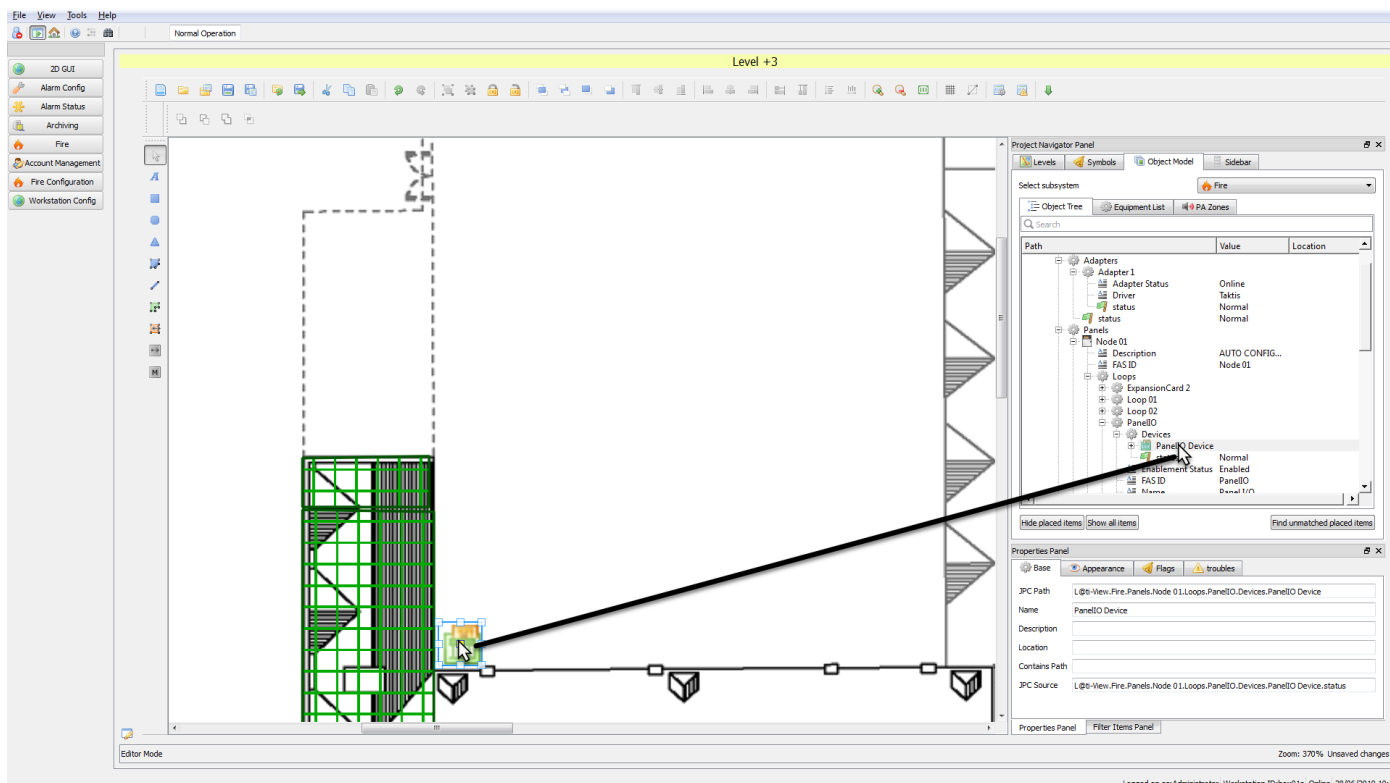 File View Tools Help
Normal Operation
2D GUI
Alarm Config
Alarm Status
Archiving
Fire
Account Management
Fire Configuration
Workstation Config
Level +3
A
M
Project Navigator Panel
Levels Symbols Object Model Sidebar
Select subsystem Fire
Object Tree Equipment List PA Zones
Search
Path Value Location
Adapters
Adapter 1
Adapter Status Online
Driver Taktis
status Normal
status Normal
Panels
Node 01
Description AUTO CONFIG...
FAS ID Node 01
Loops
ExpansionCard 2
Loop 01
Loop 02
PanelIO
Devices
PanelIO Device
Normal
Enablement Status Enabled
FAS ID PanelIO
Name Panel I/O
Hide placed items Show all items Find unmatched placed items
Properties Panel
Base Appearance Flags troubles
JPC Path L@ti-View.Fire.Panels.Node 01.Loops.PanelIO.Devices.PanelIO Device
Name PanelIO Device
Description
Location
Contains Path
JPC Source L@ti-View.Fire.Panels.Node 01.Loops.PanelIO.Devices.PanelIO Device.status
Properties Panel Filter Items Panel
Editor Mode Zoom: 370% Unsaved changes